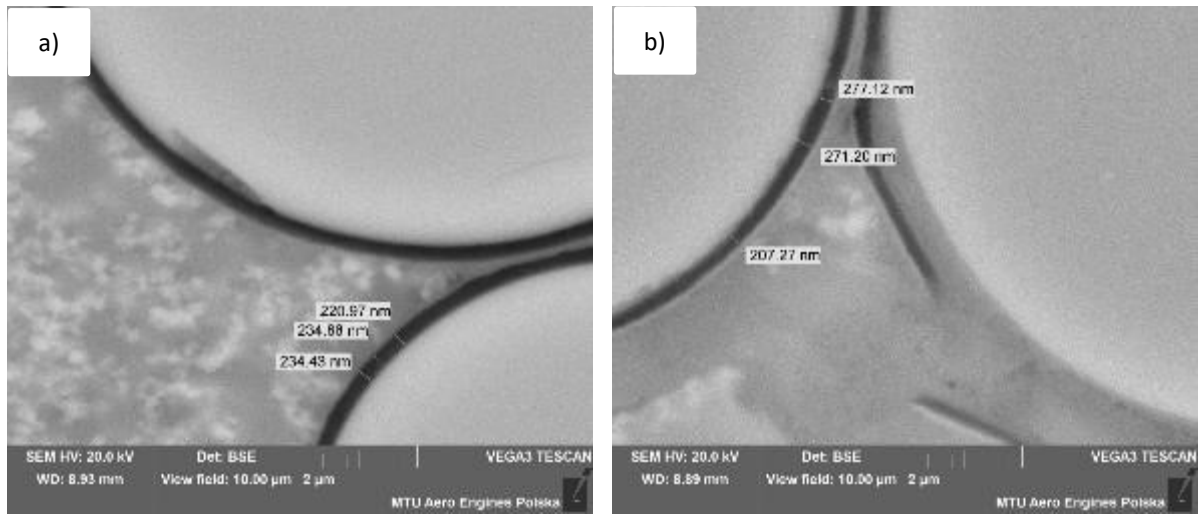 a)
220.97 nm
234.88 nm
234.43 nm
SEM HV: 20.0 kV Det: BSE VEGA3 TESCAN
WD: 8.93 mm View field: 10.00 µm 2 µm
MTU Aero Engines Polska
b)
277.12 nm
271.20 nm
207.27 nm
SEM HV: 20.0 kV Det: BSE VEGA3 TESCAN
WD: 8.89 mm View field: 10.00 µm 2 µm
MTU Aero Engines Polska